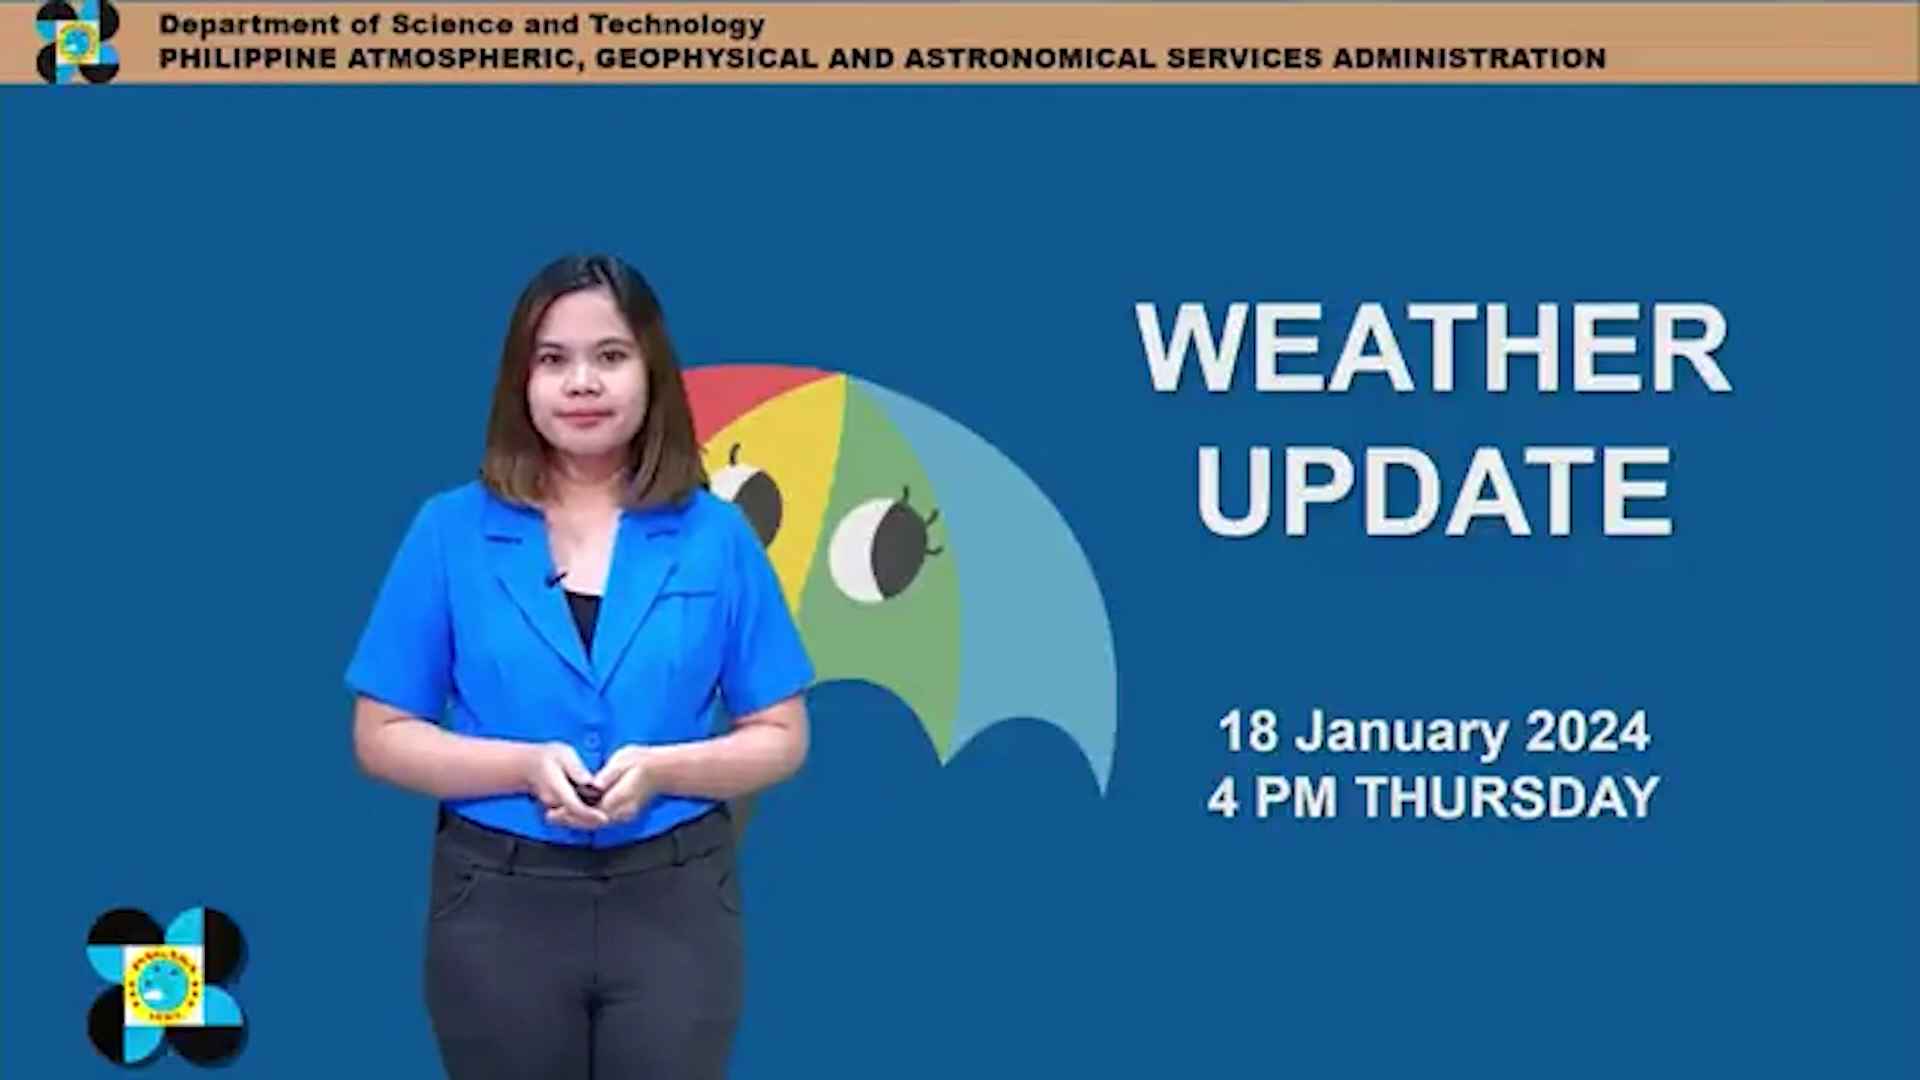 Department of Science and Technology
PHILIPPINE ATMOSPHERIC, GEOPHYSICAL AND ASTRONOMICAL SERVICES ADMINISTRATION
WEATHER
UPDATE
18 January 2024
4 PM THURSDAY